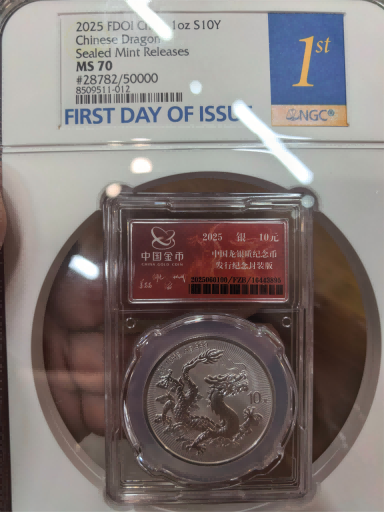 2025 FDOI 1oz S10Y
Chinese Dragon
Sealed Mint Releases
MS 70
#28782/50000
8509511-012
FIRST DAY OF ISSUE
1st
NGC®
中国金币
CHINA GOLD COIN
2025 银 10元
中国龙银质纪念币
发行纪念封装版
10元